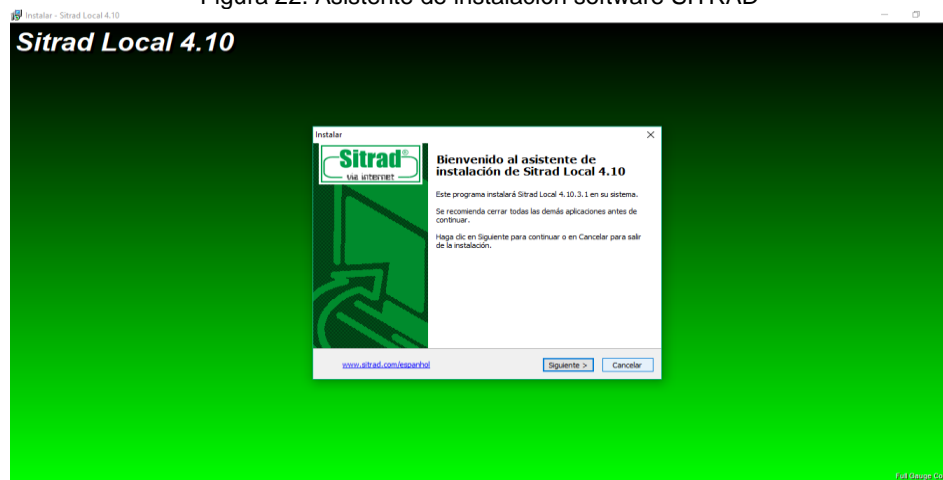 Figura 22. Asistente de instalación software SITRAD
Instalar - Sitrad Local 4.10
Sitrad Local 4.10
Instalar
Sitrad®
via internet
Bienvenido al asistente de
instalación de Sitrad Local 4.10
Este programa instalará Sitrad Local 4.10.3.1 en su sistema.
Se recomienda cerrar todas las demás aplicaciones antes de
continuar.
Haga clic en Siguiente para continuar o en Cancelar para salir
de la instalación.
www.sitrad.com/espanhol
Siguiente >
Cancelar
Full Gauge Co